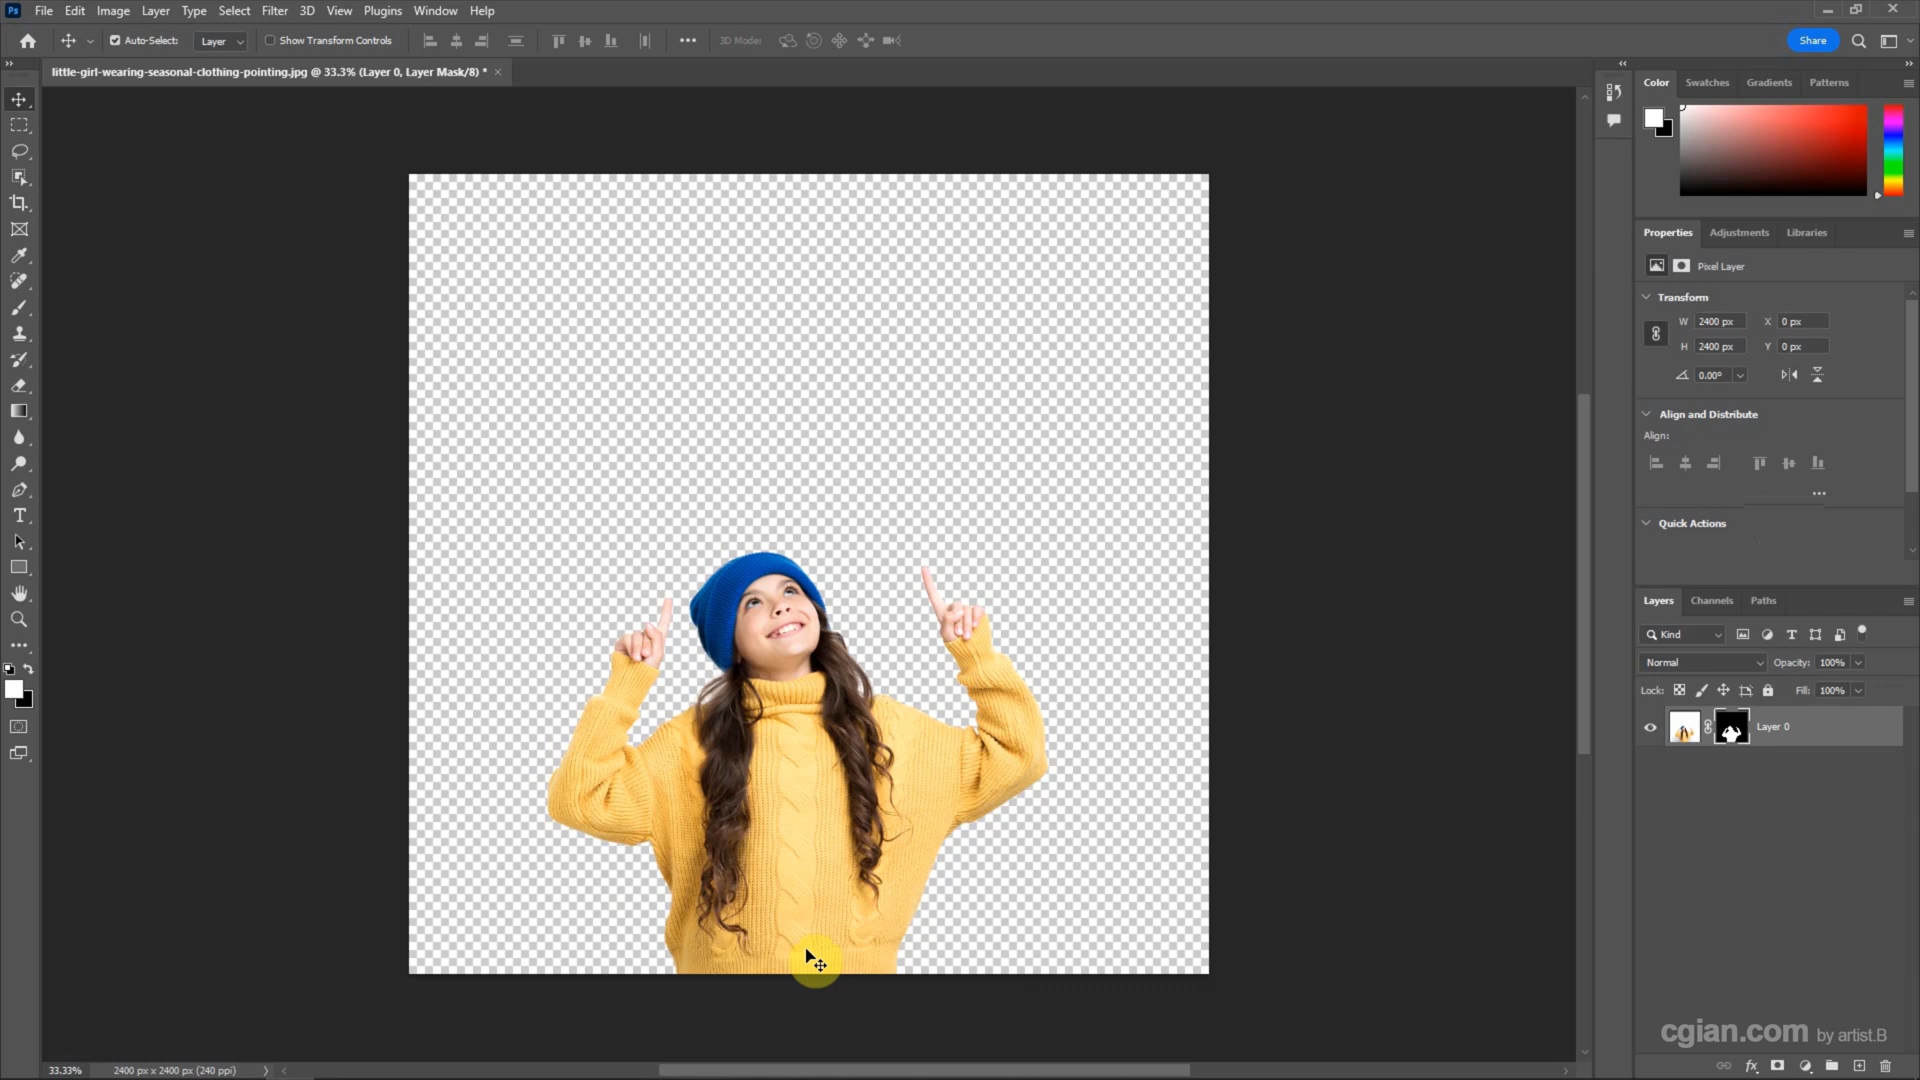 Ps File Edit Image Layer Type Select Filter 3D View Plugins Window Help
Auto-Select: Layer Show Transform Controls 3D Mode: Share
little-girl-wearing-seasonal-clothing-pointing.jpg @ 33.3% (Layer 0, Layer Mask/8) *
Color Swatches Gradients Patterns
Properties Adjustments Libraries
Pixel Layer
Transform
W 2400 px X 0 px
H 2400 px Y 0 px
0.00°
Align and Distribute
Align:
Quick Actions
Layers Channels Paths
Kind
Normal Opacity: 100%
Lock: Fill: 100%
Layer 0
cgian.com by artist.B
33.33% 2400 px x 2400 px (240 ppi)